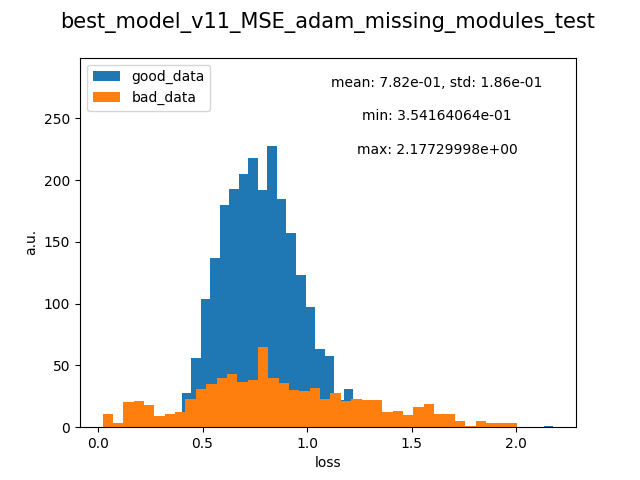 best_model_v11_MSE_adam_missing_modules_test
good_data
bad_data
mean: 7.82e-01, std: 1.86e-01
min: 3.54164064e-01
max: 2.17729998e+00
a.u.
250
200
150
100
50
0
0.0 0.5 1.0 1.5 2.0
loss